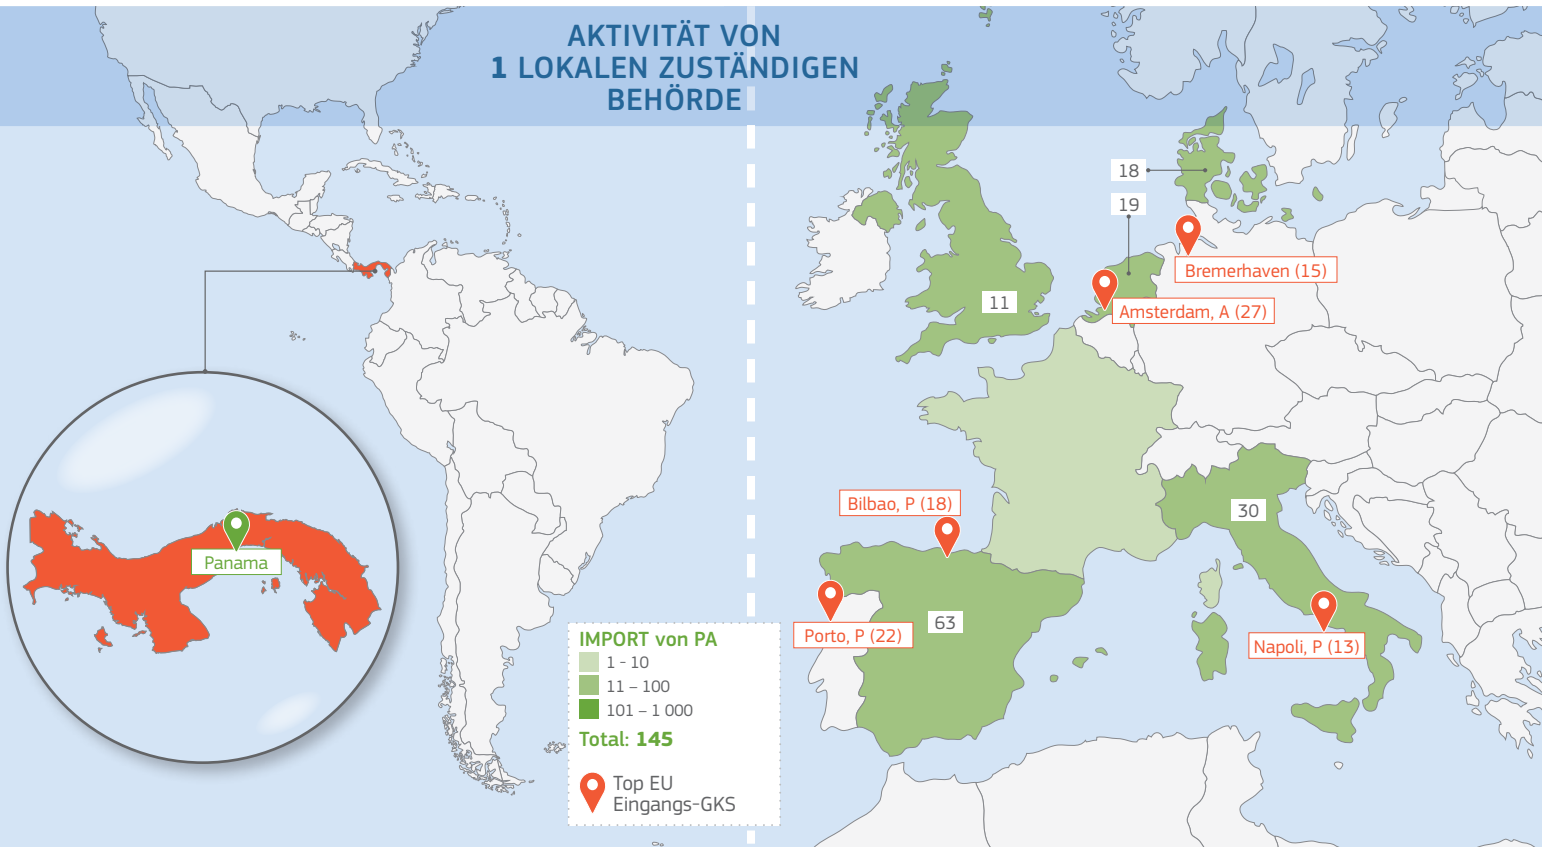 AKTIVITÄT VON
1 LOKALEN ZUSTÄNDIGEN
BEHÖRDE
18
19
Bremerhaven (15)
Amsterdam, A (27)
11
Bilbao, P (18)
30
Panama
Porto, P (22)
63
Napoli, P (13)
IMPORT von PA
1 - 10
11 – 100
101 – 1 000
Total: 145
Top EU
Eingangs-GKS